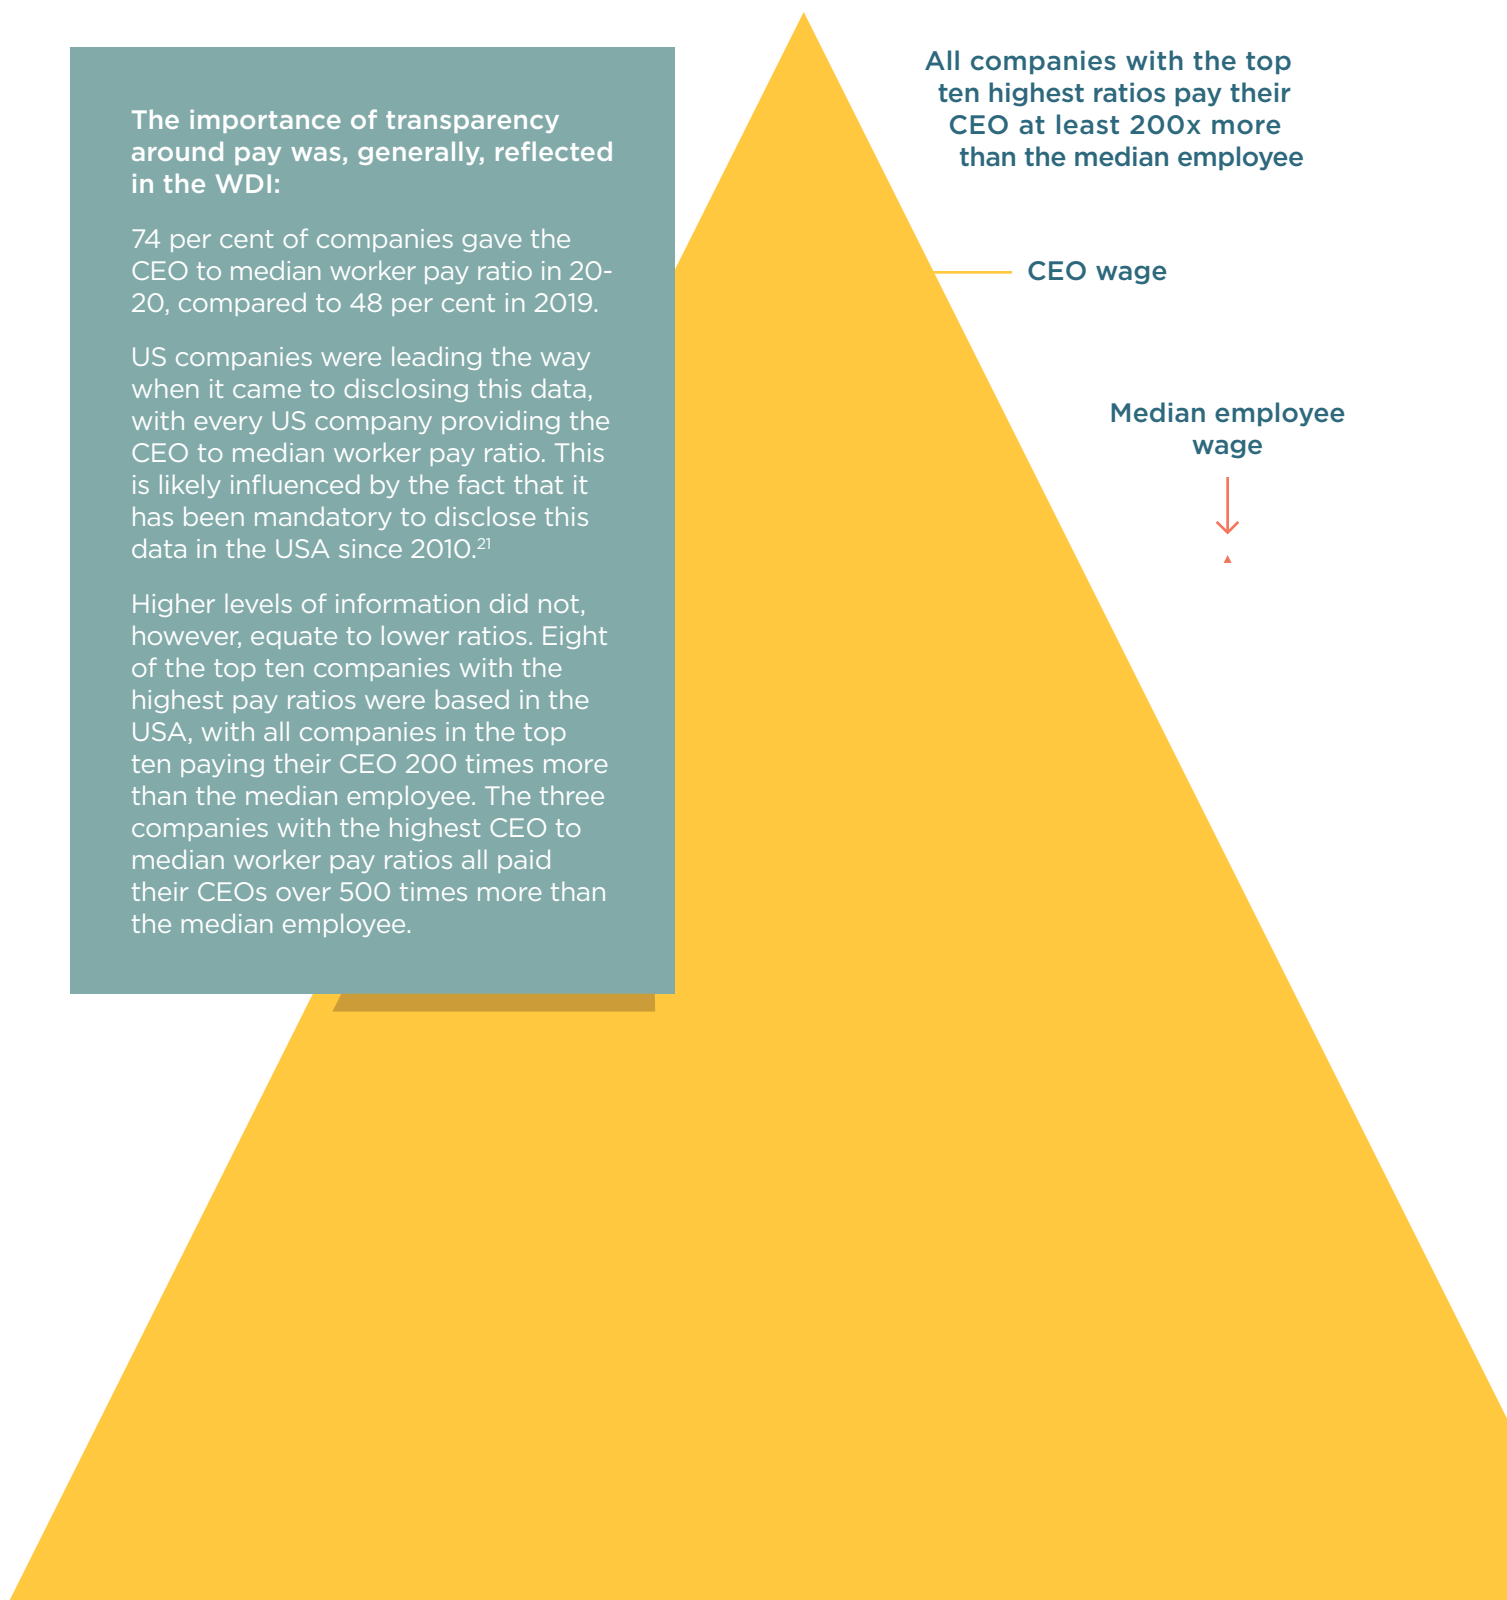 The importance of transparency
around pay was, generally, reflected
in the WDI:
74 per cent of companies gave the
CEO to median worker pay ratio in 20-
20, compared to 48 per cent in 2019.
US companies were leading the way
when it came to disclosing this data,
with every US company providing the
CEO to median worker pay ratio. This
is likely influenced by the fact that it
has been mandatory to disclose this
data in the USA since 2010.21
Higher levels of information did not,
however, equate to lower ratios. Eight
of the top ten companies with the
highest pay ratios were based in the
USA, with all companies in the top
ten paying their CEO 200 times more
than the median employee. The three
companies with the highest CEO to
median worker pay ratios all paid
their CEOs over 500 times more than
the median employee.
All companies with the top
ten highest ratios pay their
CEO at least 200x more
than the median employee
CEO wage
Median employee
wage